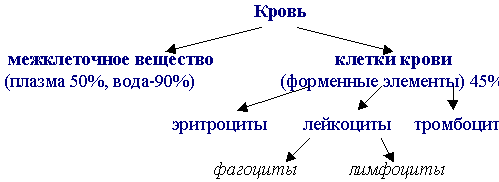 Кровь
межклеточное вещество клетки крови
(плазма 50%, вода-90%) (форменные элементы) 45%
эритроциты лейкоциты тромбоцит
фагоциты лимфоциты